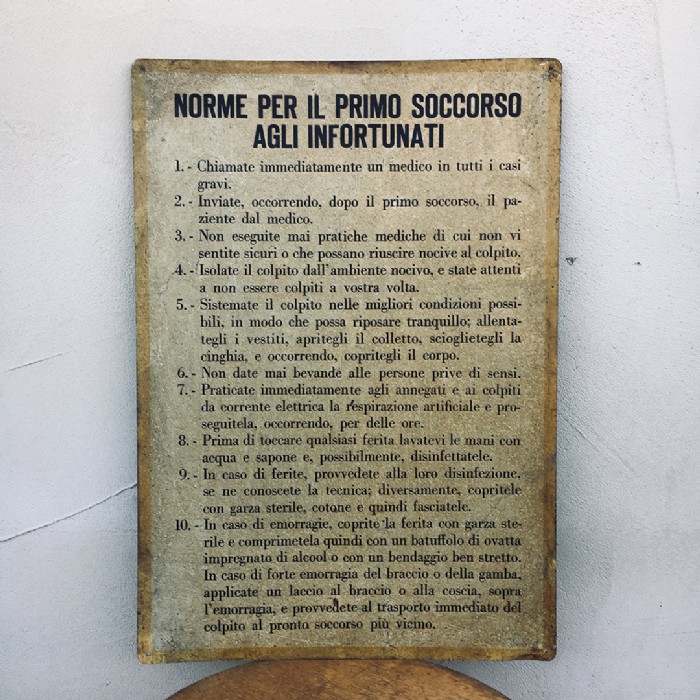 NORME PER IL PRIMO SOCCORSO
AGLI INFORTUNATI
1. - Chiamate immediatamente un medico in tutti i casi
gravi.
2. - Inviate, occorrendo, dopo il primo soccorso, il pa-
ziente dal medico.
3. - Non eseguite mai pratiche mediche di cui non vi
sentite sicuri o che possano riuscire nocive al colpito.
4. - Isolate il colpito dall'ambiente nocivo, e state attenti
a non essere colpiti a vostra volta.
5. - Sistemate il colpito nelle migliori condizioni possi-
bili, in modo che possa riposare tranquillo; allenta-
tegli i vestiti, apritegli il colletto, scioglietegli la
cinghia, e occorrendo, copritegli il corpo.
6. - Non date mai bevande alle persone prive di sensi.
7. - Praticate immediatamente agli annegati e ai colpiti
da corrente elettrica la respirazione artificiale e pro-
seguitela, occorrendo, per delle ore.
8. - Prima di toccare qualsiasi ferita lavatevi le mani con
acqua e sapone e, possibilmente, disinfettatele.
9. - In caso di ferite, provvedete alla loro disinfezione,
se ne conoscete la tecnica; diversamente, copritele
con garza sterile, cotone e quindi fasciatele.
10. - In caso di emorragie, coprite la ferita con garza ste-
rile e comprimetela quindi con un batuffolo di ovatta
impregnato di alcool o con un bendaggio ben stretto.
In caso di forte emorragia del braccio o della gamba,
applicate un laccio al braccio o alla coscia, sopra
l'emorragia, e provvedete al trasporto immediato del
colpito al pronto soccorso più vicino.